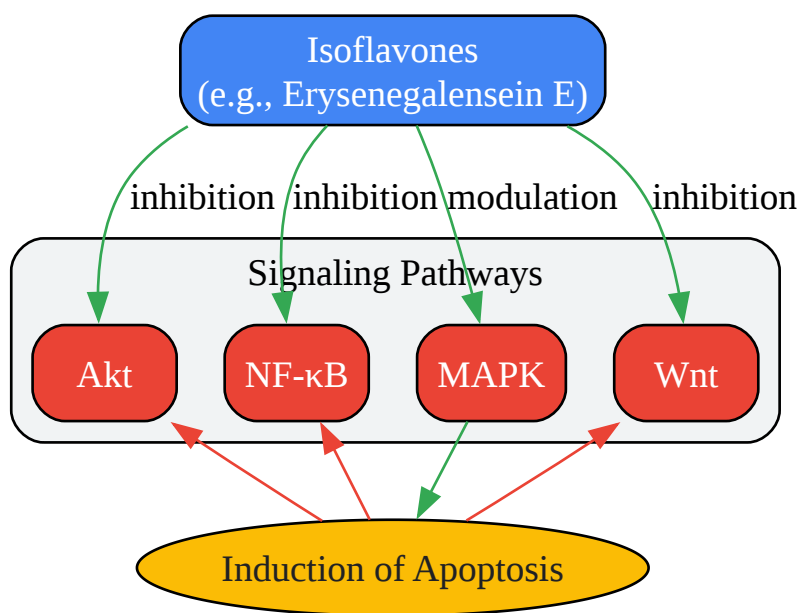 Isoflavones
(e.g., Erysenegalensein E)
inhibition
inhibition
modulation
inhibition
Signaling Pathways
Akt
NF-κB
MAPK
Wnt
Induction of Apoptosis